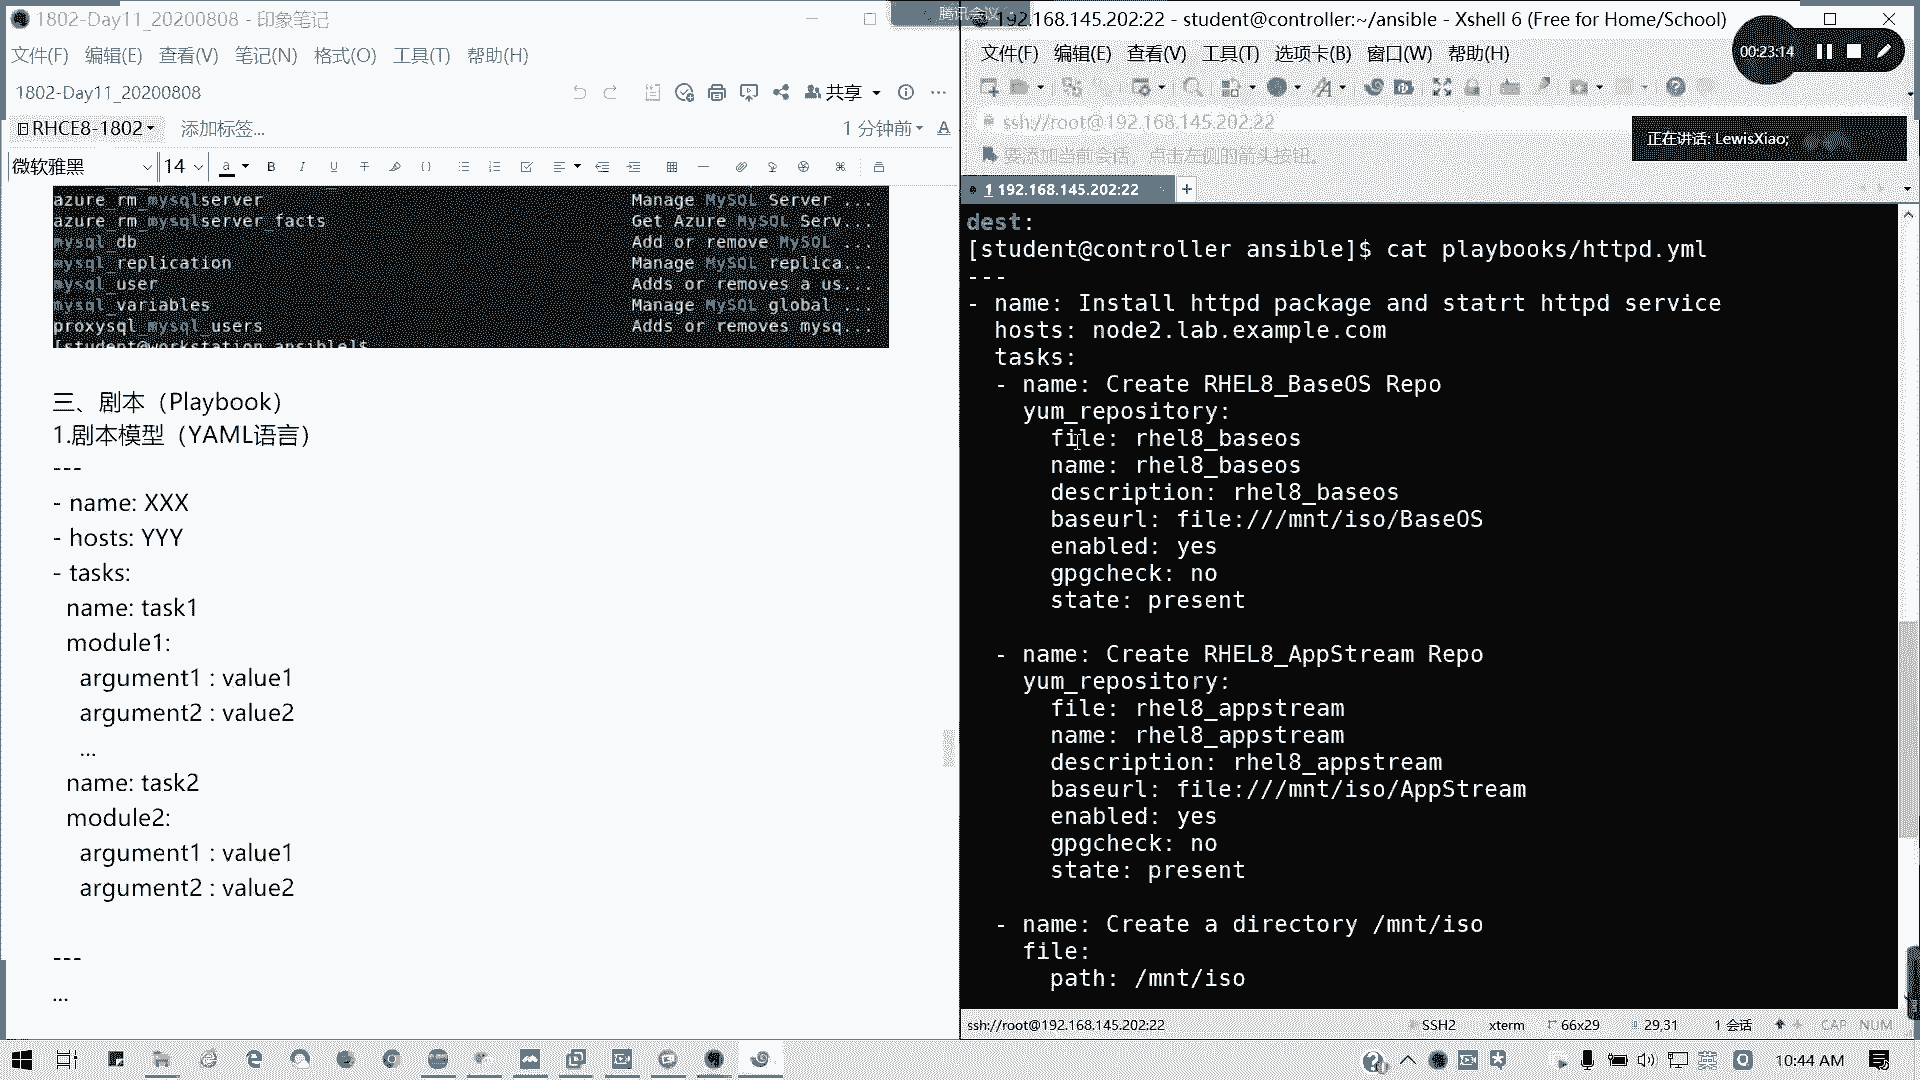 1802-Day11_20200808 - 印象笔记
文件(F) 编辑(E) 查看(V) 笔记(N) 格式(O) 工具(T) 帮助(H)
1802-Day11_20200808
共享
RHCE8-1802
添加标签...
1 分钟前
微软雅黑
14
azure_rm_mysqlserver Manage MySQL Server ...
azure_rm_mysqlserver_facts Get Azure MySQL Serv...
mysql_db Add or remove MySQL ...
mysql_replication Manage MySQL replica...
mysql_user Adds or removes a us...
mysql_variables Manage MySQL global ...
proxysql_mysql_users Adds or removes mysq...
[student@workstation ansible]$
三、剧本（Playbook）
1.剧本模型（YAML语言）
---
- name: XXX
- hosts: YYY
- tasks:
name: task1
module1:
argument1 : value1
argument2 : value2
...
name: task2
module2:
argument1 : value1
argument2 : value2
---
...
腾讯会议
192.168.145.202:22 - student@controller:~/ansible - Xshell 6 (Free for Home/School)
文件(F) 编辑(E) 查看(V) 工具(T) 选项卡(B) 窗口(W) 帮助(H)
00:23:14
ssh://root@192.168.145.202:22
正在讲话: LewisXiao;
要添加当前会话，点击左侧的箭头按钮。
1 192.168.145.202:22
dest:
[student@controller ansible]$ cat playbooks/httpd.yml
---
- name: Install httpd package and statrt httpd service
hosts: node2.lab.example.com
tasks:
- name: Create RHEL8_BaseOS Repo
yum_repository:
file: rhel8_baseos
name: rhel8_baseos
description: rhel8_baseos
baseurl: file:///mnt/iso/BaseOS
enabled: yes
gpgcheck: no
state: present
- name: Create RHEL8_AppStream Repo
yum_repository:
file: rhel8_appstream
name: rhel8_appstream
description: rhel8_appstream
baseurl: file:///mnt/iso/AppStream
enabled: yes
gpgcheck: no
state: present
- name: Create a directory /mnt/iso
file:
path: /mnt/iso
ssh://root@192.168.145.202:22 SSH2 xterm 66x29 29,31 1 会话 CAP NUM
英
10:44 AM